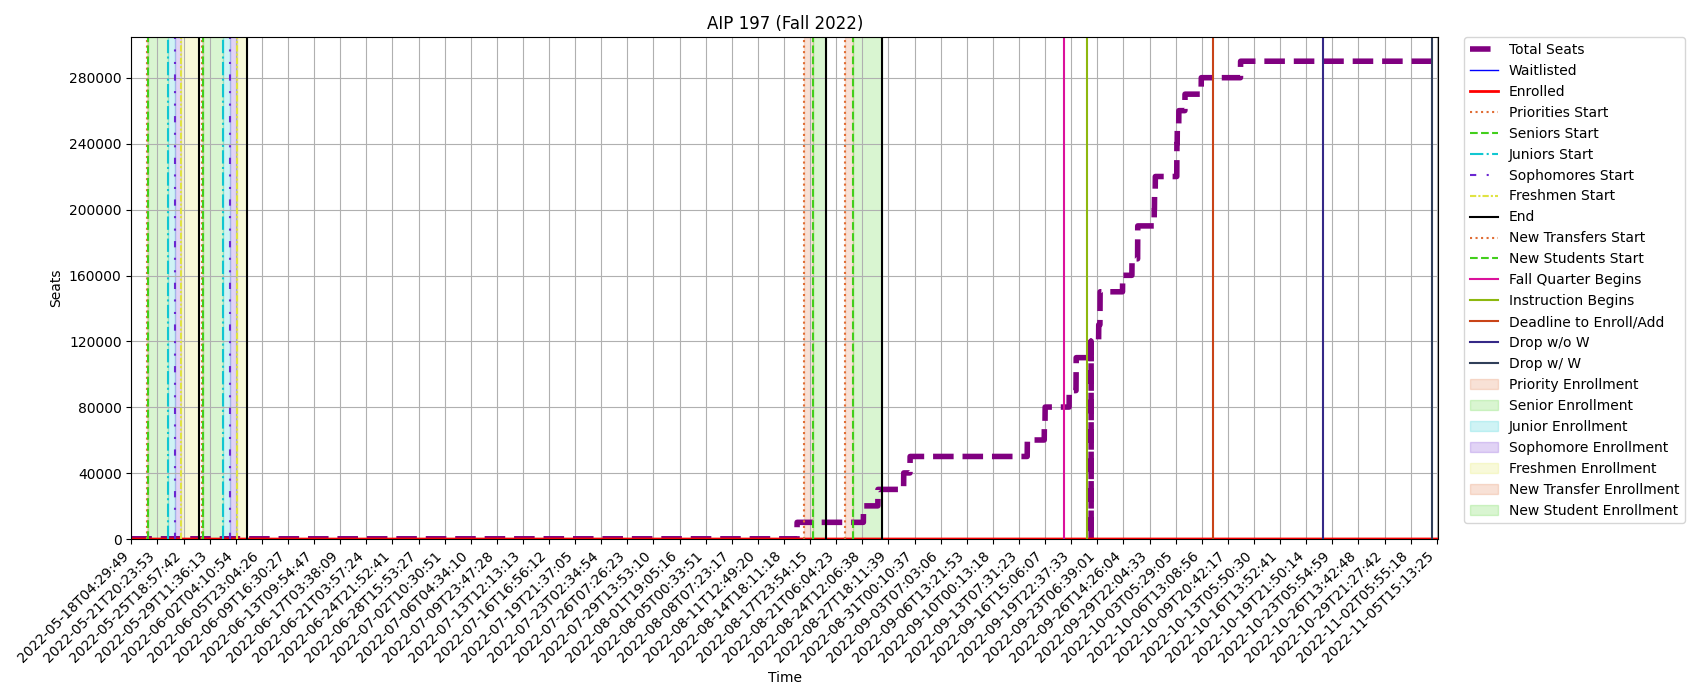 AIP 197 (Fall 2022)
Seats
280000
240000
200000
160000
120000
80000
40000
0
2022-05-18T04:29:49
2022-05-21T20:23:53
2022-05-25T18:57:42
2022-05-29T11:36:13
2022-06-02T04:10:54
2022-06-05T23:04:26
2022-06-09T16:30:27
2022-06-13T09:54:47
2022-06-17T03:38:09
2022-06-21T03:57:24
2022-06-24T21:52:41
2022-06-28T15:53:27
2022-07-02T10:30:51
2022-07-06T04:34:10
2022-07-09T23:47:28
2022-07-13T12:13:13
2022-07-16T16:56:12
2022-07-19T21:37:05
2022-07-23T02:34:54
2022-07-26T07:26:23
2022-07-29T13:53:10
2022-08-01T19:05:16
2022-08-05T00:33:51
2022-08-08T07:23:17
2022-08-11T12:49:20
2022-08-14T18:11:18
2022-08-17T23:54:15
2022-08-21T06:04:23
2022-08-24T12:06:38
2022-08-27T18:11:39
2022-08-31T00:10:37
2022-09-03T07:03:06
2022-09-06T13:21:53
2022-09-10T00:13:18
2022-09-13T07:31:23
2022-09-16T15:06:07
2022-09-19T22:37:33
2022-09-23T06:39:01
2022-09-26T14:26:04
2022-09-29T22:04:33
2022-10-03T05:29:05
2022-10-06T13:08:56
2022-10-09T20:42:17
2022-10-13T05:50:30
2022-10-16T13:52:41
2022-10-19T21:50:14
2022-10-23T05:54:59
2022-10-26T13:42:48
2022-10-29T21:27:42
2022-11-02T05:55:18
2022-11-05T15:13:25
Time
Total Seats
Waitlisted
Enrolled
Priorities Start
Seniors Start
Juniors Start
Sophomores Start
Freshmen Start
End
New Transfers Start
New Students Start
Fall Quarter Begins
Instruction Begins
Deadline to Enroll/Add
Drop w/o W
Drop w/ W
Priority Enrollment
Senior Enrollment
Junior Enrollment
Sophomore Enrollment
Freshmen Enrollment
New Transfer Enrollment
New Student Enrollment